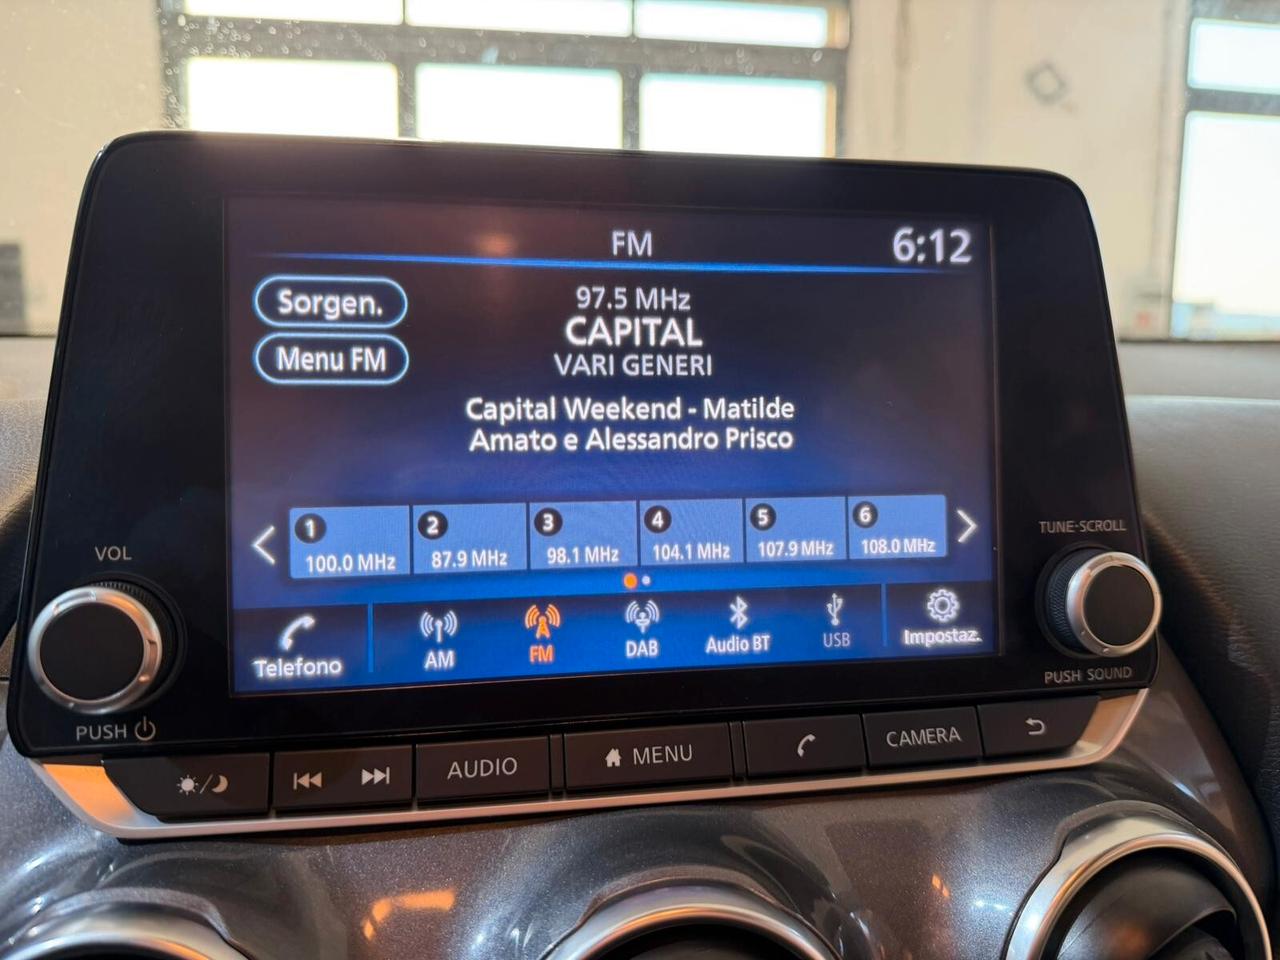 FM
6:12
Sorgen.
Menu FM
97.5 MHz
CAPITAL
VARI GENERI
Capital Weekend - Matilde
Amato e Alessandro Prisco
1 2 3 4 5 6
100.0 MHz 87.9 MHz 98.1 MHz 104.1 MHz 107.9 MHz 108.0 MHz
Telefono AM FM DAB Audio BT USB Impostaz.
VOL
PUSH
TUNE·SCROLL
PUSH SOUND
AUDIO MENU CAMERA